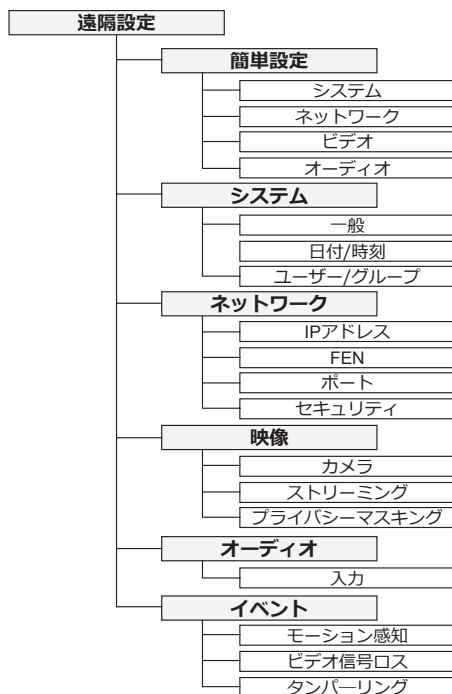 遠隔設定
簡単設定
システム
ネットワーク
ビデオ
オーディオ
システム
一般
日付/時刻
ユーザー/グループ
ネットワーク
IPアドレス
FEN
ポート
セキュリティ
映像
カメラ
ストリーミング
プライバシーマスキング
オーディオ
入力
イベント
モーション感知
ビデオ信号ロス
タンパーリング